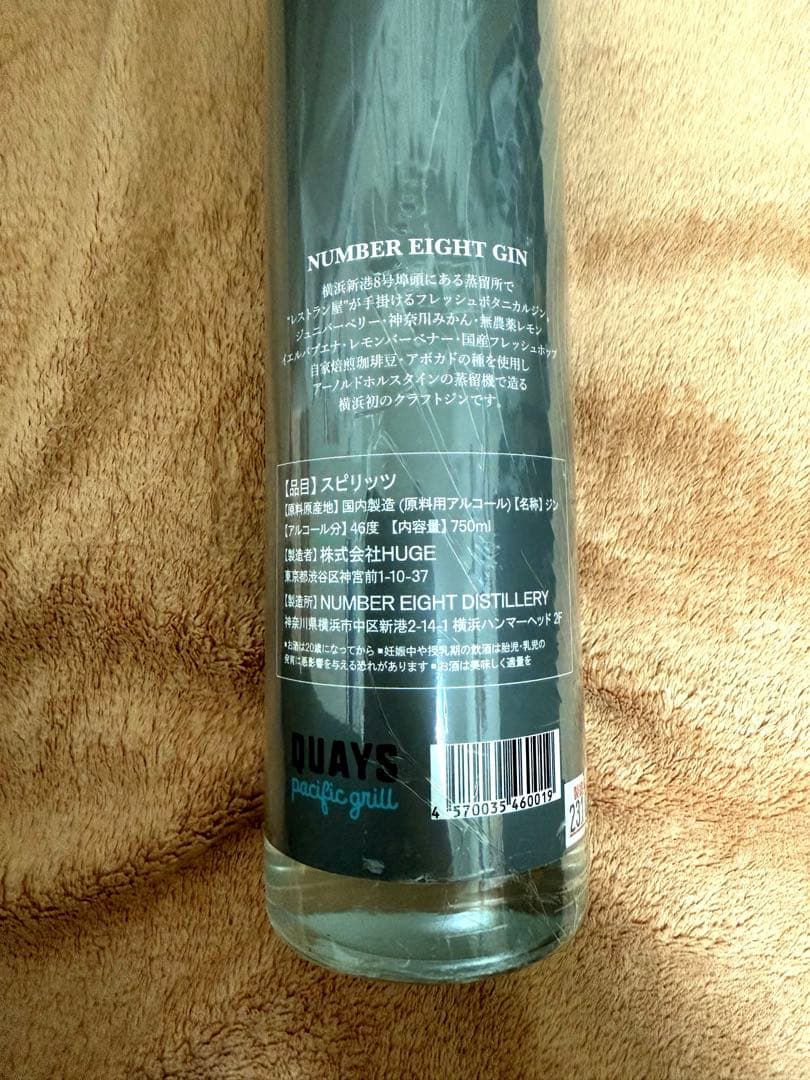 NUMBER EIGHT GIN
横浜新港8号埠頭にある蒸留所で
"レストラン屋"が手掛けるフレッシュボタニカルジン。
ジュニパーベリー・神奈川みかん・無農薬レモン
イエルバブエナ・レモンバーベナー・国産フレッシュホップ
自家焙煎珈琲豆・アボカドの種を使用し
アーノルドホルスタインの蒸留機で造る
横浜初のクラフトジンです。
【品目】スピリッツ
【原料原産地】国内製造 (原料用アルコール)【名称】ジン
【アルコール分】46度 【内容量】750ml
【製造者】株式会社HUGE
東京都渋谷区神宮前1-10-37
【製造所】NUMBER EIGHT DISTILLERY
神奈川県横浜市中区新港2-14-1 横浜ハンマーヘッド 2F
■お酒は20歳になってから ■妊娠中や授乳期の飲酒は胎児・乳児の
発育に悪影響を与える恐れがあります ■お酒は美味しく適量を
QUAYS
pacific grill
4 570035 460019
231